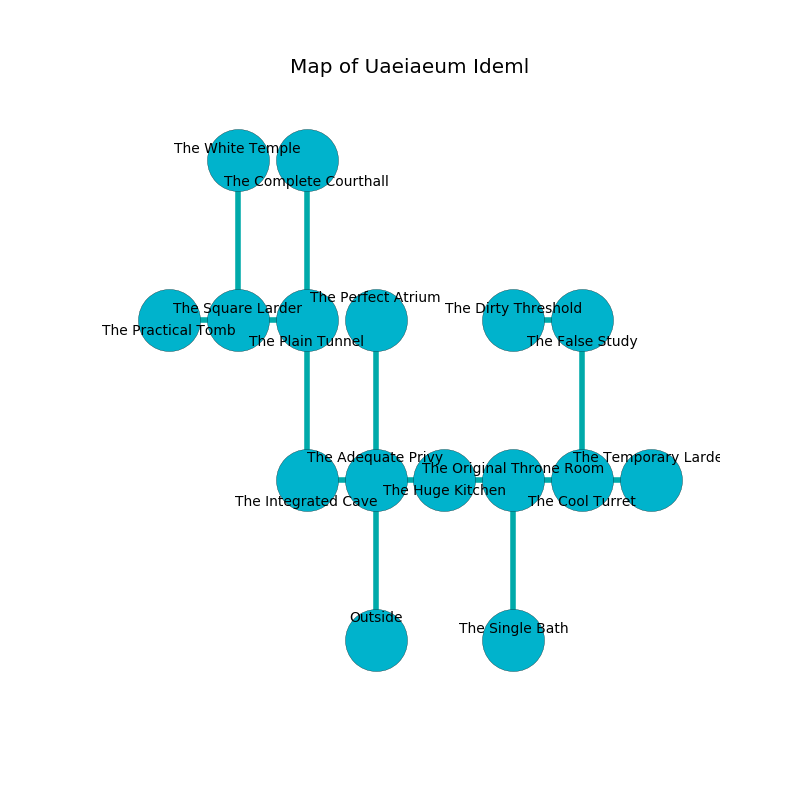 Map of Uaeiaeum Ideml
The White Temple
The Complete Courthall
The Perfect Atrium
The Square Larder
The Dirty Threshold
The Practical Tomb
The Plain Tunnel
The False Study
The Adequate Privy
The Temporary Larde
The Original Throne Room
The Huge Kitchen
The Integrated Cave
The Cool Turret
Outside
The Single Bath